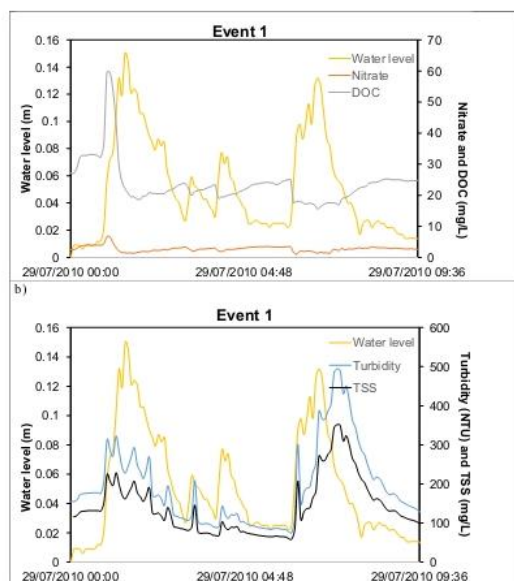 Event 1
Water level
Nitrate
DOC
Water level (m)
0.16
0.14
0.12
0.1
0.08
0.06
0.04
0.02
0
70
60
50
40
30
20
10
0
Nitrate and DOC (mg/L)
29/07/2010 00:00 29/07/2010 04:48 29/07/2010 09:36
b)
Event 1
Water level
Turbidity
TSS
Water level (m)
0.16
0.14
0.12
0.1
0.08
0.06
0.04
0.02
0
600
500
400
300
200
100
0
Turbidity (NTU) and TSS (mg/L)
29/07/2010 00:00 29/07/2010 04:48 29/07/2010 09:36